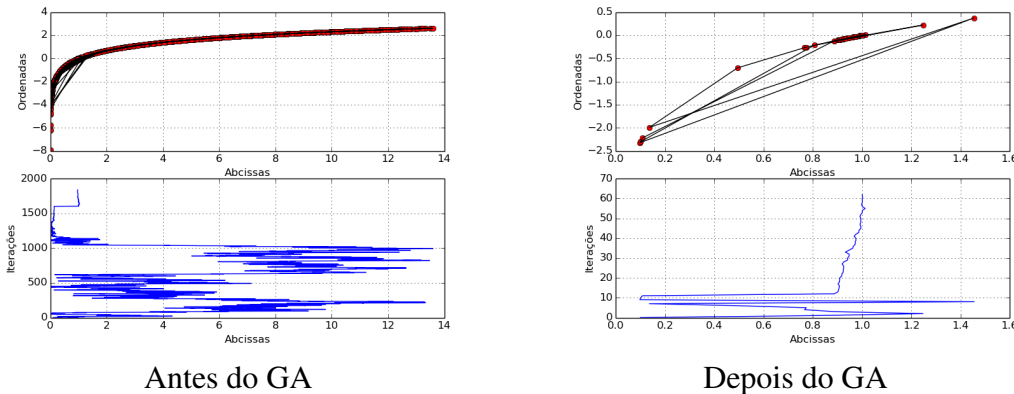 4
2
0
−2
−4
−6
−8
Ordenadas
0 2 4 6 8 10 12 14
Abcissas
2000
1500
1000
500
0
Iterações
0 2 4 6 8 10 12 14
Abcissas
Antes do GA
0.5
0.0
−0.5
−1.0
−1.5
−2.0
−2.5
Ordenadas
0.0 0.2 0.4 0.6 0.8 1.0 1.2 1.4 1.6
Abcissas
70
60
50
40
30
20
10
0
Iterações
0.0 0.2 0.4 0.6 0.8 1.0 1.2 1.4 1.6
Abcissas
Depois do GA